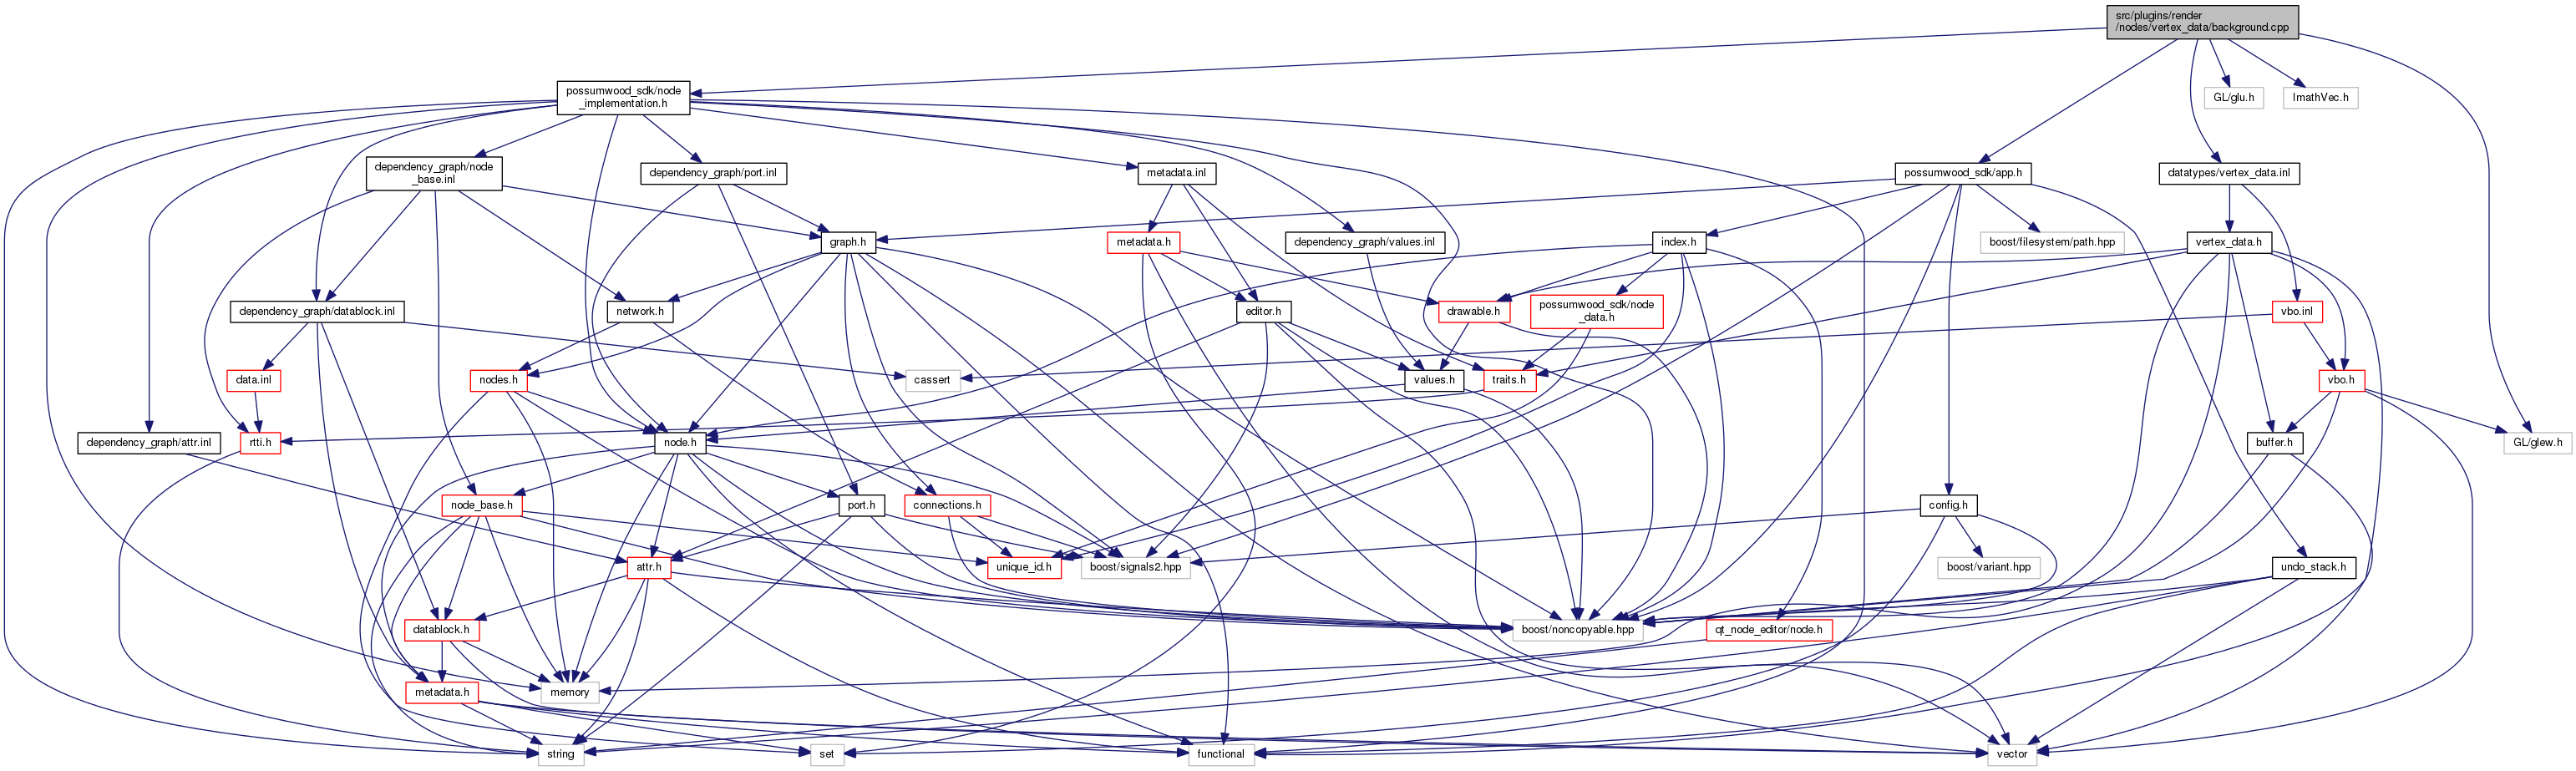 src/plugins/render
/nodes/vertex_data/background.cpp
possumwood_sdk/node
_implementation.h
GL/glu.h
ImathVec.h
dependency_graph/node
_base.inl
dependency_graph/port.inl
metadata.inl
possumwood_sdk/app.h
datatypes/vertex_data.inl
graph.h
metadata.h
dependency_graph/values.inl
index.h
boost/filesystem/path.hpp
vertex_data.h
dependency_graph/datablock.inl
network.h
editor.h
drawable.h
possumwood_sdk/node
_data.h
vbo.inl
data.inl
nodes.h
cassert
values.h
traits.h
vbo.h
dependency_graph/attr.inl
rtti.h
node.h
buffer.h
GL/glew.h
node_base.h
port.h
connections.h
config.h
attr.h
unique_id.h
boost/signals2.hpp
boost/variant.hpp
undo_stack.h
datablock.h
boost/noncopyable.hpp
qt_node_editor/node.h
metadata.h
memory
string
set
functional
vector